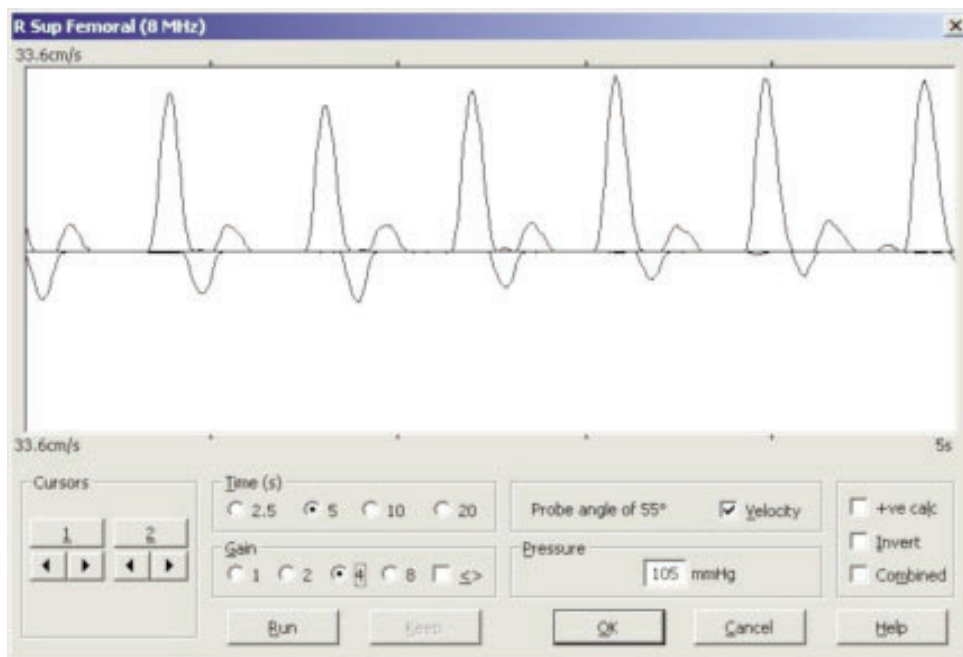 R Sup Femoral (8 MHz)
33.6cm/s
33.6cm/s
5s
Cursors
1
2
Time (s)
2.5
5
10
20
Gain
1
2
4
8
<>
Probe angle of 55°
Velocity
Pressure
105 mmHg
+ve calc
Invert
Combined
Run
Keep
OK
Cancel
Help